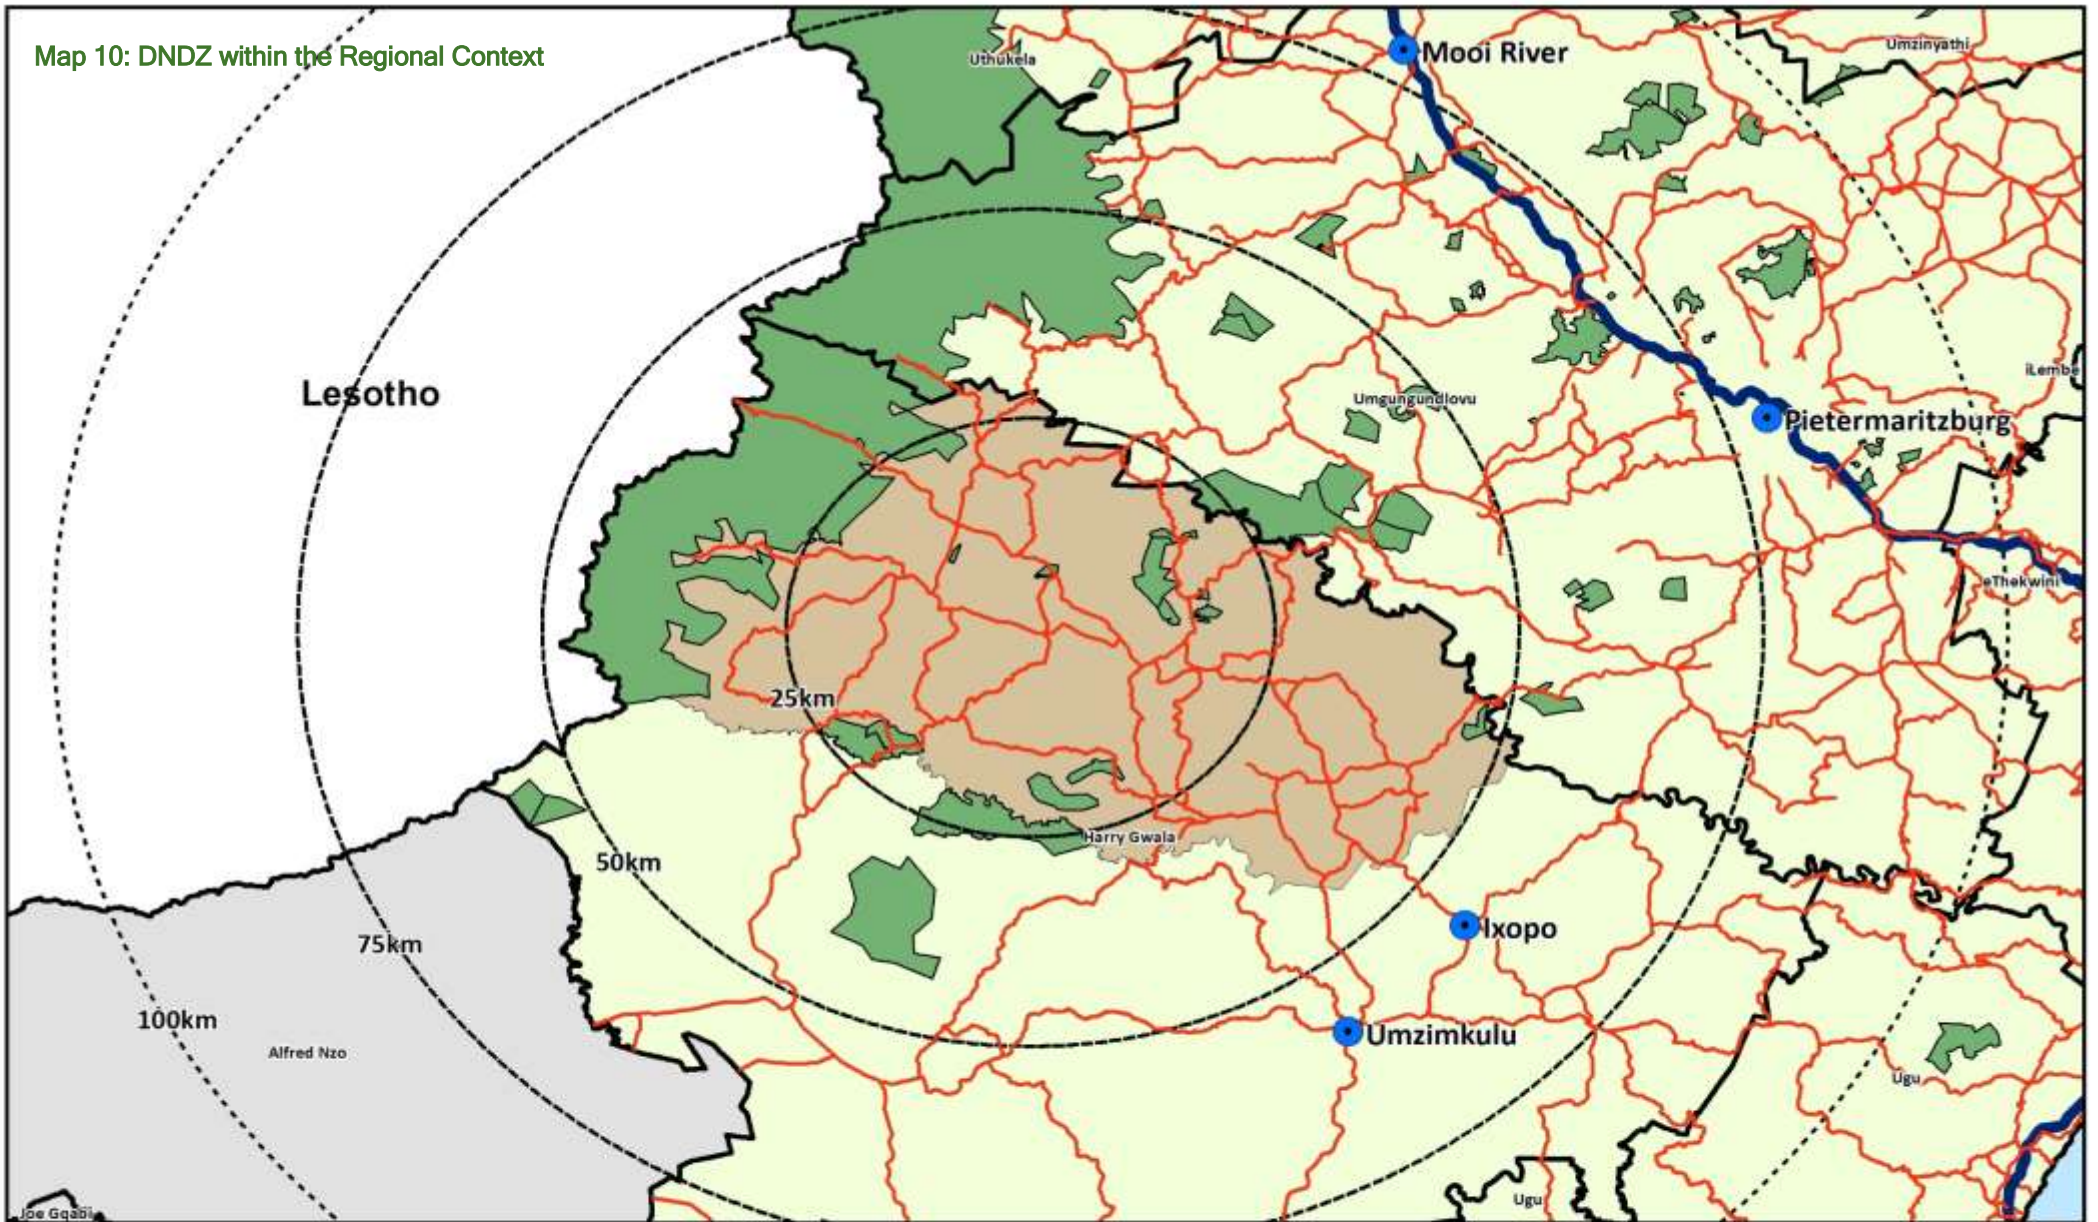 Map 10: DNDZ within the Regional Context
Uthukela
Mooi River
Umzinyathi
Lesotho
iLembe
Umgungundlovu
Pietermaritzburg
eThekwini
25km
Harry Gwala
50km
Ixopo
75km
100km
Umzimkulu
Alfred Nzo
Ugu
Ugu
Joe Gqabi